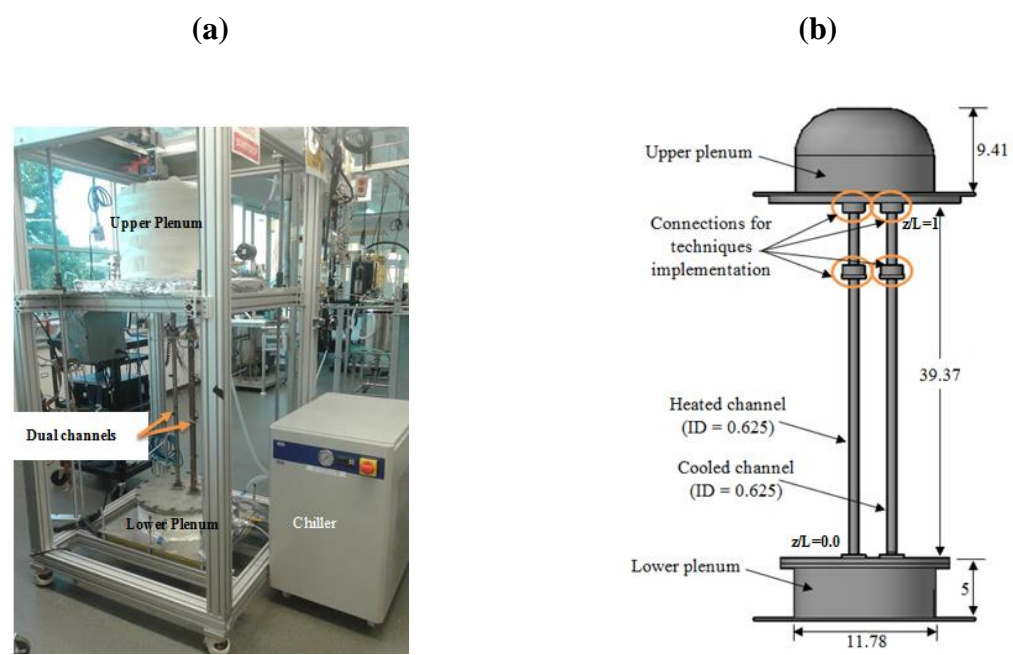 (a)
(b)
Upper Plenum
Dual channels
Lower Plenum
Chiller
Upper plenum
9.41
Connections for
techniques
implementation
z/L=1
39.37
Heated channel
(ID = 0.625)
Cooled channel
(ID = 0.625)
z/L=0.0
Lower plenum
5
11.78